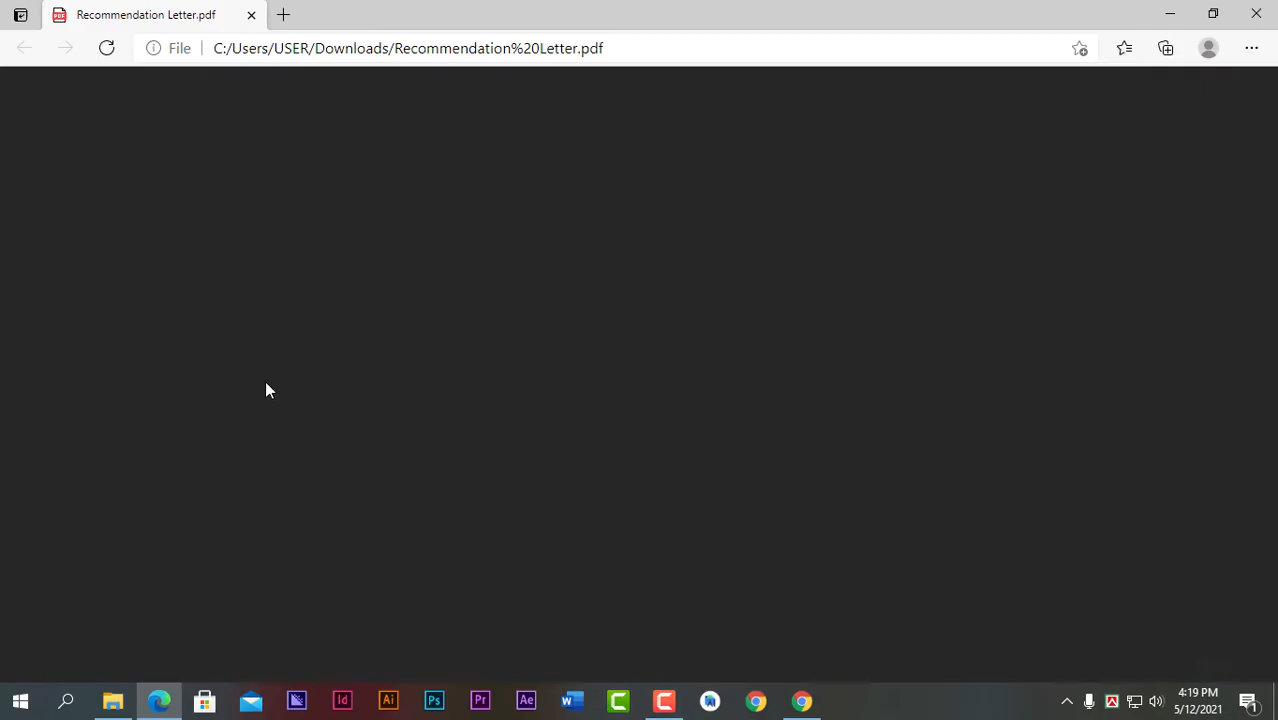 Recommendation Letter.pdf
File
C:/Users/USER/Downloads/Recommendation%20Letter.pdf
Id
Ai
Ps
Pr
Ae
4:19 PM
5/12/2021
1